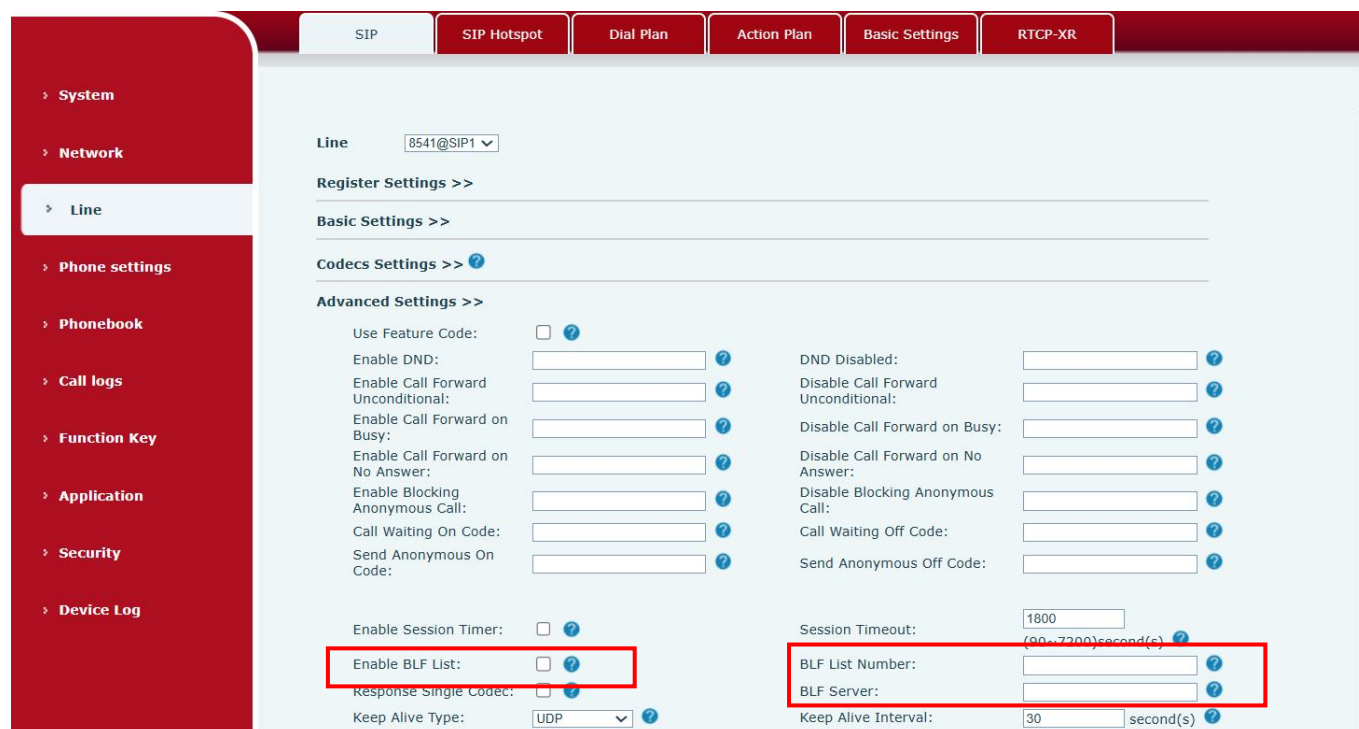 SIP SIP Hotspot Dial Plan Action Plan Basic Settings RTCP-XR
› System
› Network
› Line
› Phone settings
› Phonebook
› Call logs
› Function Key
› Application
› Security
› Device Log
Line 8541@SIP1
Register Settings >>
Basic Settings >>
Codecs Settings >> ?
Advanced Settings >>
Use Feature Code: ?
Enable DND: ? DND Disabled: ?
Enable Call Forward
Unconditional: ? Disable Call Forward
Unconditional: ?
Enable Call Forward on
Busy: ? Disable Call Forward on Busy: ?
Enable Call Forward on
No Answer: ? Disable Call Forward on No
Answer: ?
Enable Blocking
Anonymous Call: ? Disable Blocking Anonymous
Call: ?
Call Waiting On Code: ? Call Waiting Off Code: ?
Send Anonymous On
Code: ? Send Anonymous Off Code: ?
Enable Session Timer: ? Session Timeout: 1800
(90~7200)second(s) ?
Enable BLF List: ? BLF List Number: ?
Response Single Codec: ? BLF Server: ?
Keep Alive Type: UDP ? Keep Alive Interval: 30 second(s) ?